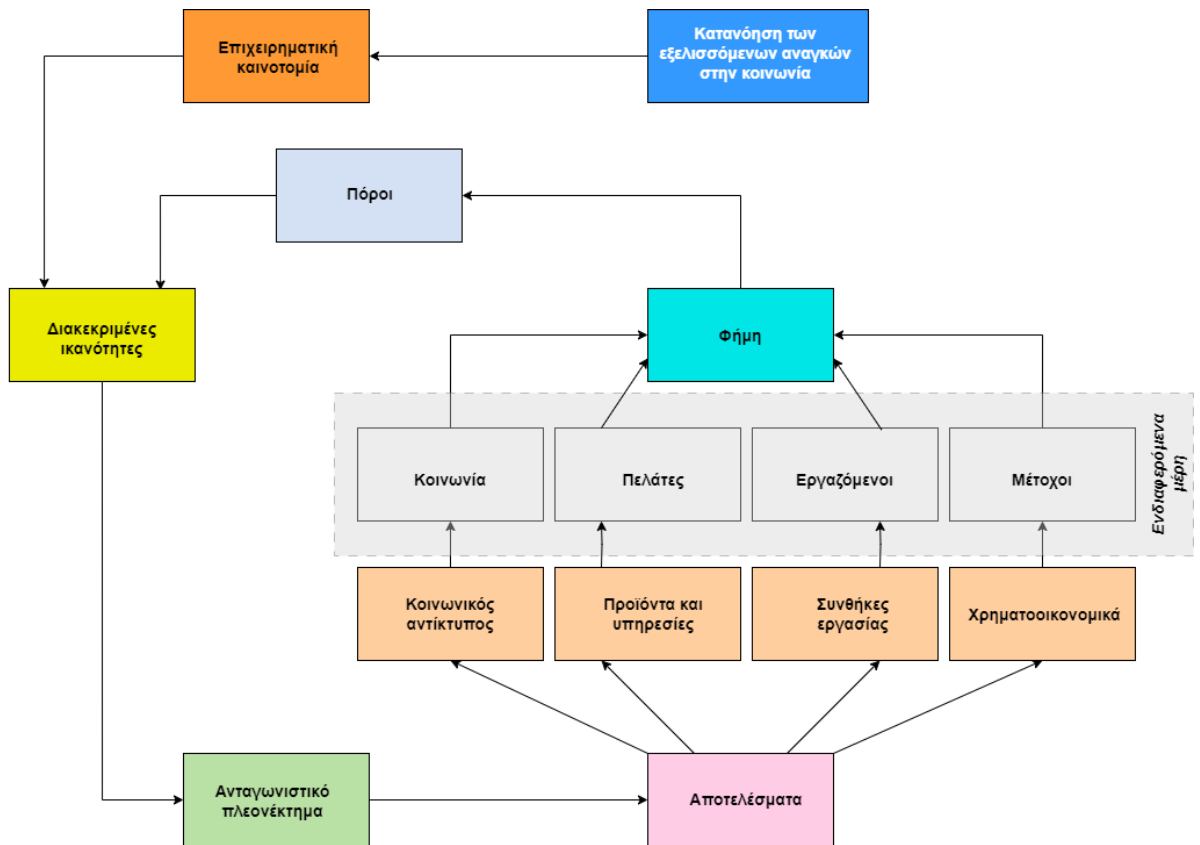 Επιχειρηματική
καινοτομία
Κατανόηση των
εξελισσόμενων αναγκών
στην κοινωνία
Πόροι
Διακεκριμένες
ικανότητες
Φήμη
Κοινωνία
Πελάτες
Εργαζόμενοι
Μέτοχοι
Ενδιαφερόμενα
μέρη
Κοινωνικός
αντίκτυπος
Προϊόντα και
υπηρεσίες
Συνθήκες
εργασίας
Χρηματοοικονομικά
Ανταγωνιστικό
πλεονέκτημα
Αποτελέσματα